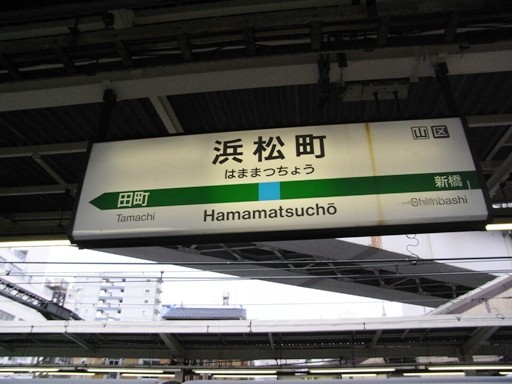 浜松町
山区
はままつちょう
田町
新橋
Tamachi
Hamamatsuchō
Shimbashi